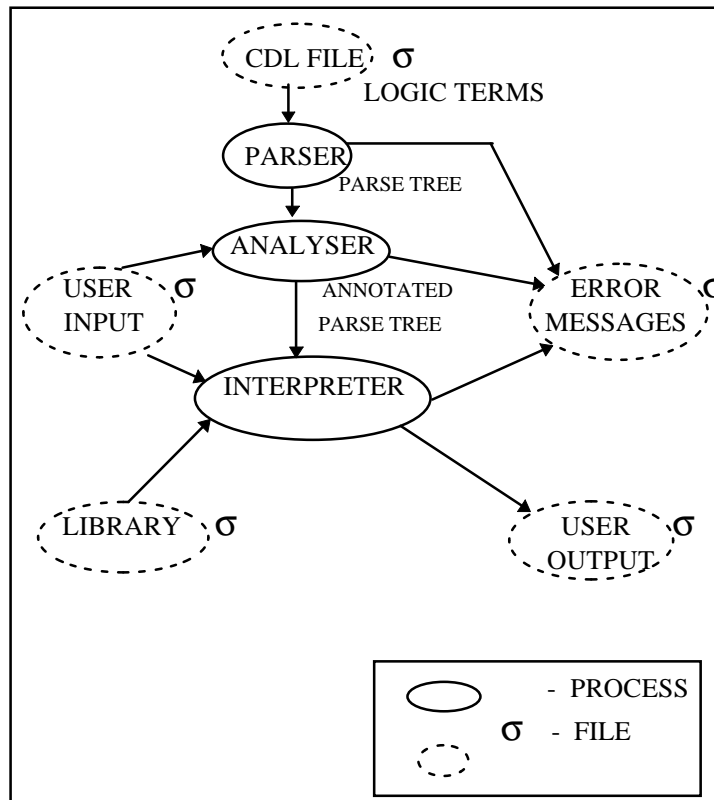 CDL FILE σ
LOGIC TERMS
PARSER
PARSE TREE
ANALYSER
USER INPUT σ
ANNOTATED
PARSE TREE
ERROR MESSAGES σ
INTERPRETER
LIBRARY σ
USER OUTPUT σ
- PROCESS
σ - FILE